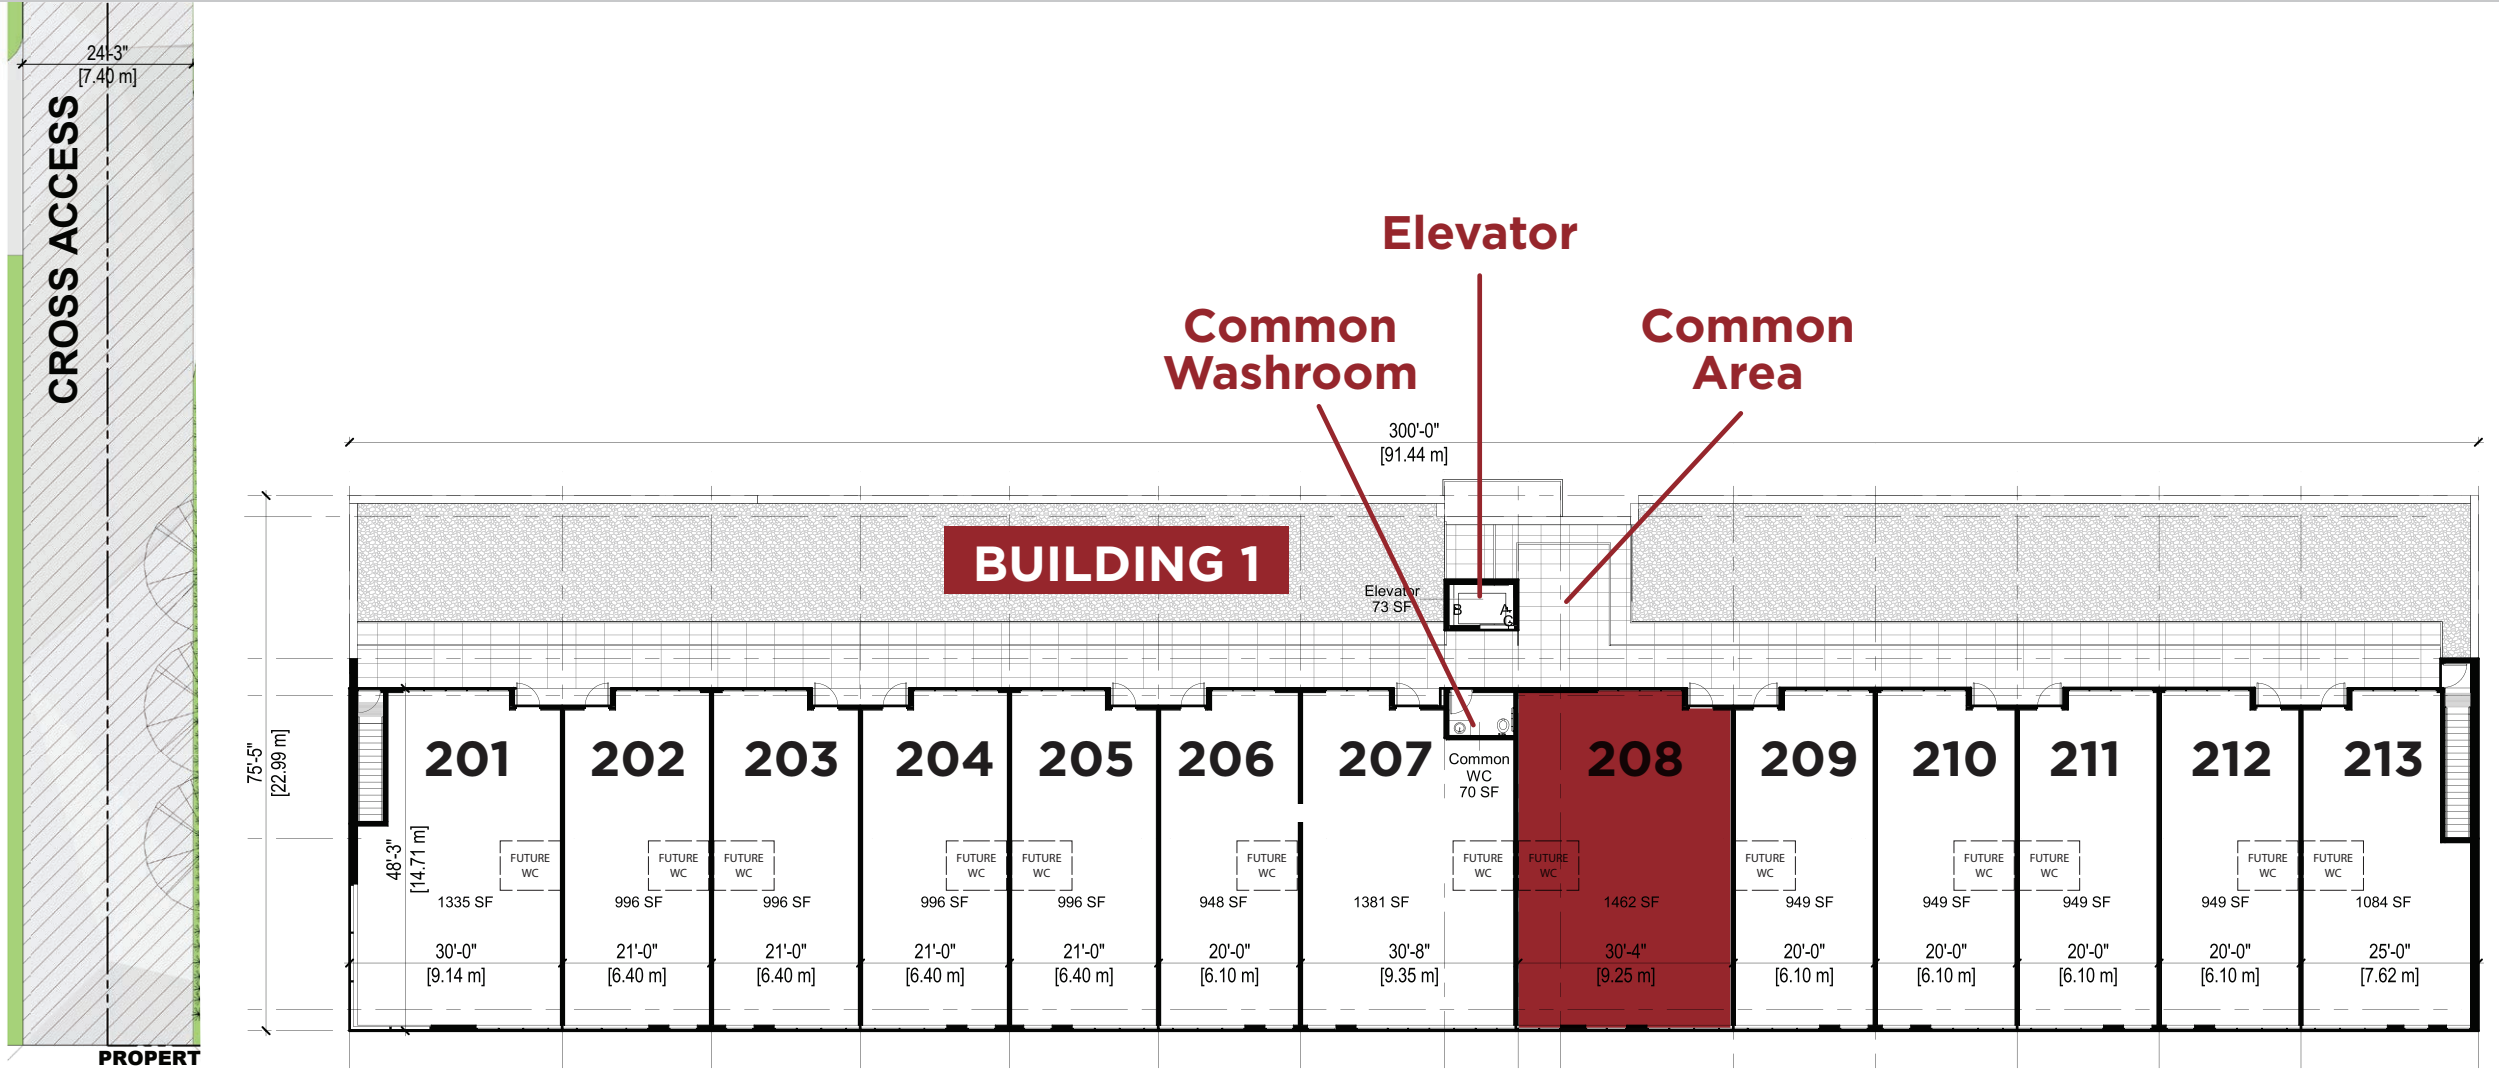 24'-3"
[7.40 m]
CROSS ACCESS
Elevator
Common
Washroom
Common
Area
300'-0"
[91.44 m]
BUILDING 1
Elevator
73 SF
B
A
C
75'-5"
[22.99 m]
201
202
203
204
205
206
207
Common
WC
70 SF
208
209
210
211
212
213
48'-3"
[14.71 m]
FUTURE
WC
FUTURE
WC
FUTURE
WC
FUTURE
WC
FUTURE
WC
FUTURE
WC
FUTURE
WC
FUTURE
WC
FUTURE
WC
FUTURE
WC
FUTURE
WC
FUTURE
WC
FUTURE
WC
1335 SF
996 SF
996 SF
996 SF
996 SF
948 SF
1381 SF
1462 SF
949 SF
949 SF
949 SF
949 SF
1084 SF
30'-0"
[9.14 m]
21'-0"
[6.40 m]
21'-0"
[6.40 m]
21'-0"
[6.40 m]
21'-0"
[6.40 m]
20'-0"
[6.10 m]
30'-8"
[9.35 m]
30'-4"
[9.25 m]
20'-0"
[6.10 m]
20'-0"
[6.10 m]
20'-0"
[6.10 m]
20'-0"
[6.10 m]
25'-0"
[7.62 m]
PROPERT